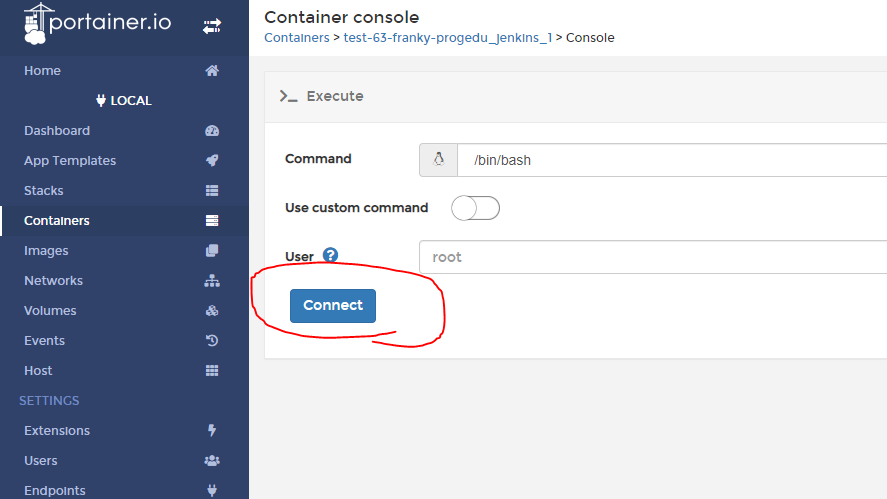 portainer.io
Home
LOCAL
Dashboard
App Templates
Stacks
Containers
Images
Networks
Volumes
Events
Host
SETTINGS
Extensions
Users
Endpoints
Container console
Containers > test-63-franky-progedu_jenkins_1 > Console
>_ Execute
Command /bin/bash
Use custom command
User ? root
Connect